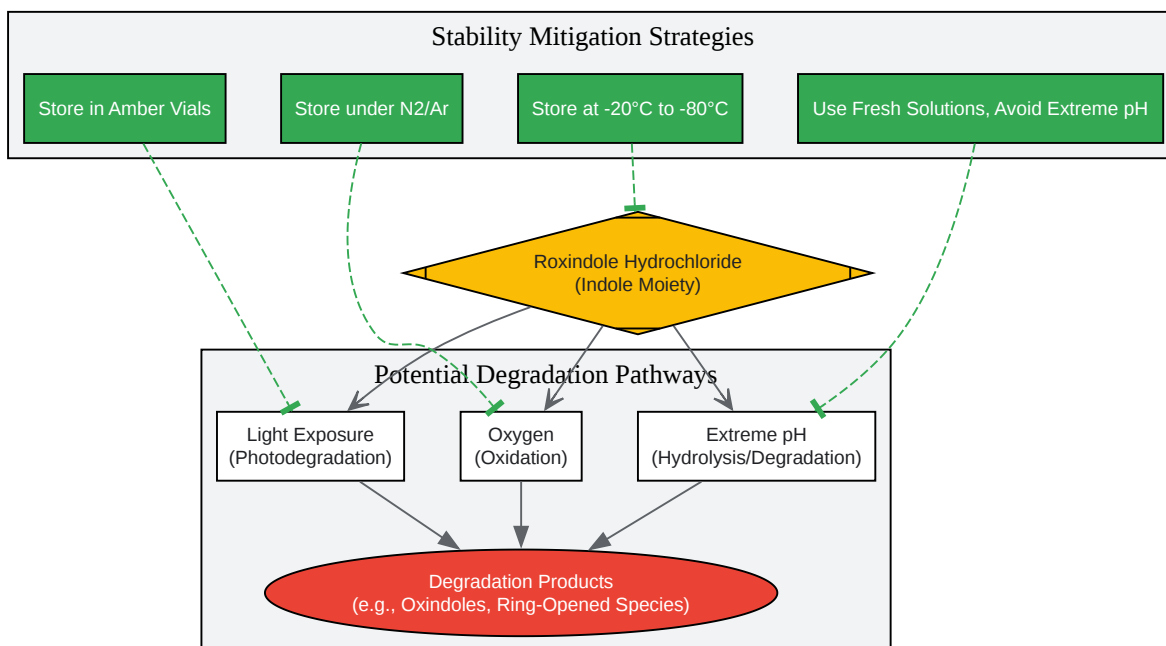 Stability Mitigation Strategies
Store in Amber Vials
Store under N2/Ar
Store at -20°C to -80°C
Use Fresh Solutions, Avoid Extreme pH
Roxindole Hydrochloride
(Indole Moiety)
Potential Degradation Pathways
Light Exposure
(Photodegradation)
Oxygen
(Oxidation)
Extreme pH
(Hydrolysis/Degradation)
Degradation Products
(e.g., Oxindoles, Ring-Opened Species)